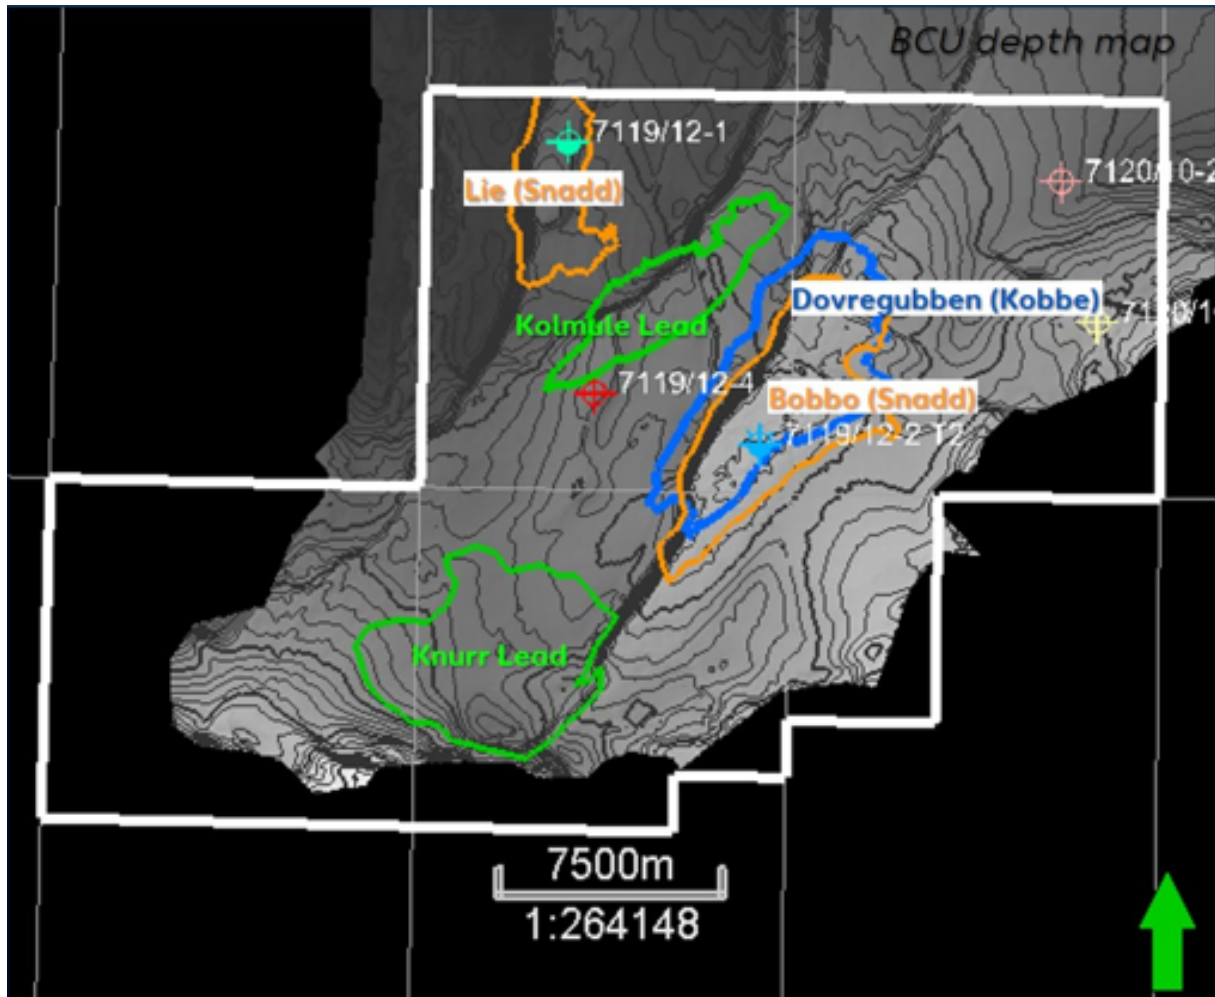 BCU depth map
7119/12-1
7120/10-2
Lie (Snadd)
Dovregubben (Kobbe)
Kolmule Lead
7119/12-4
Bobbo (Snadd)
7119/12-2 T2
Knurr Lead
7500m
1:264148